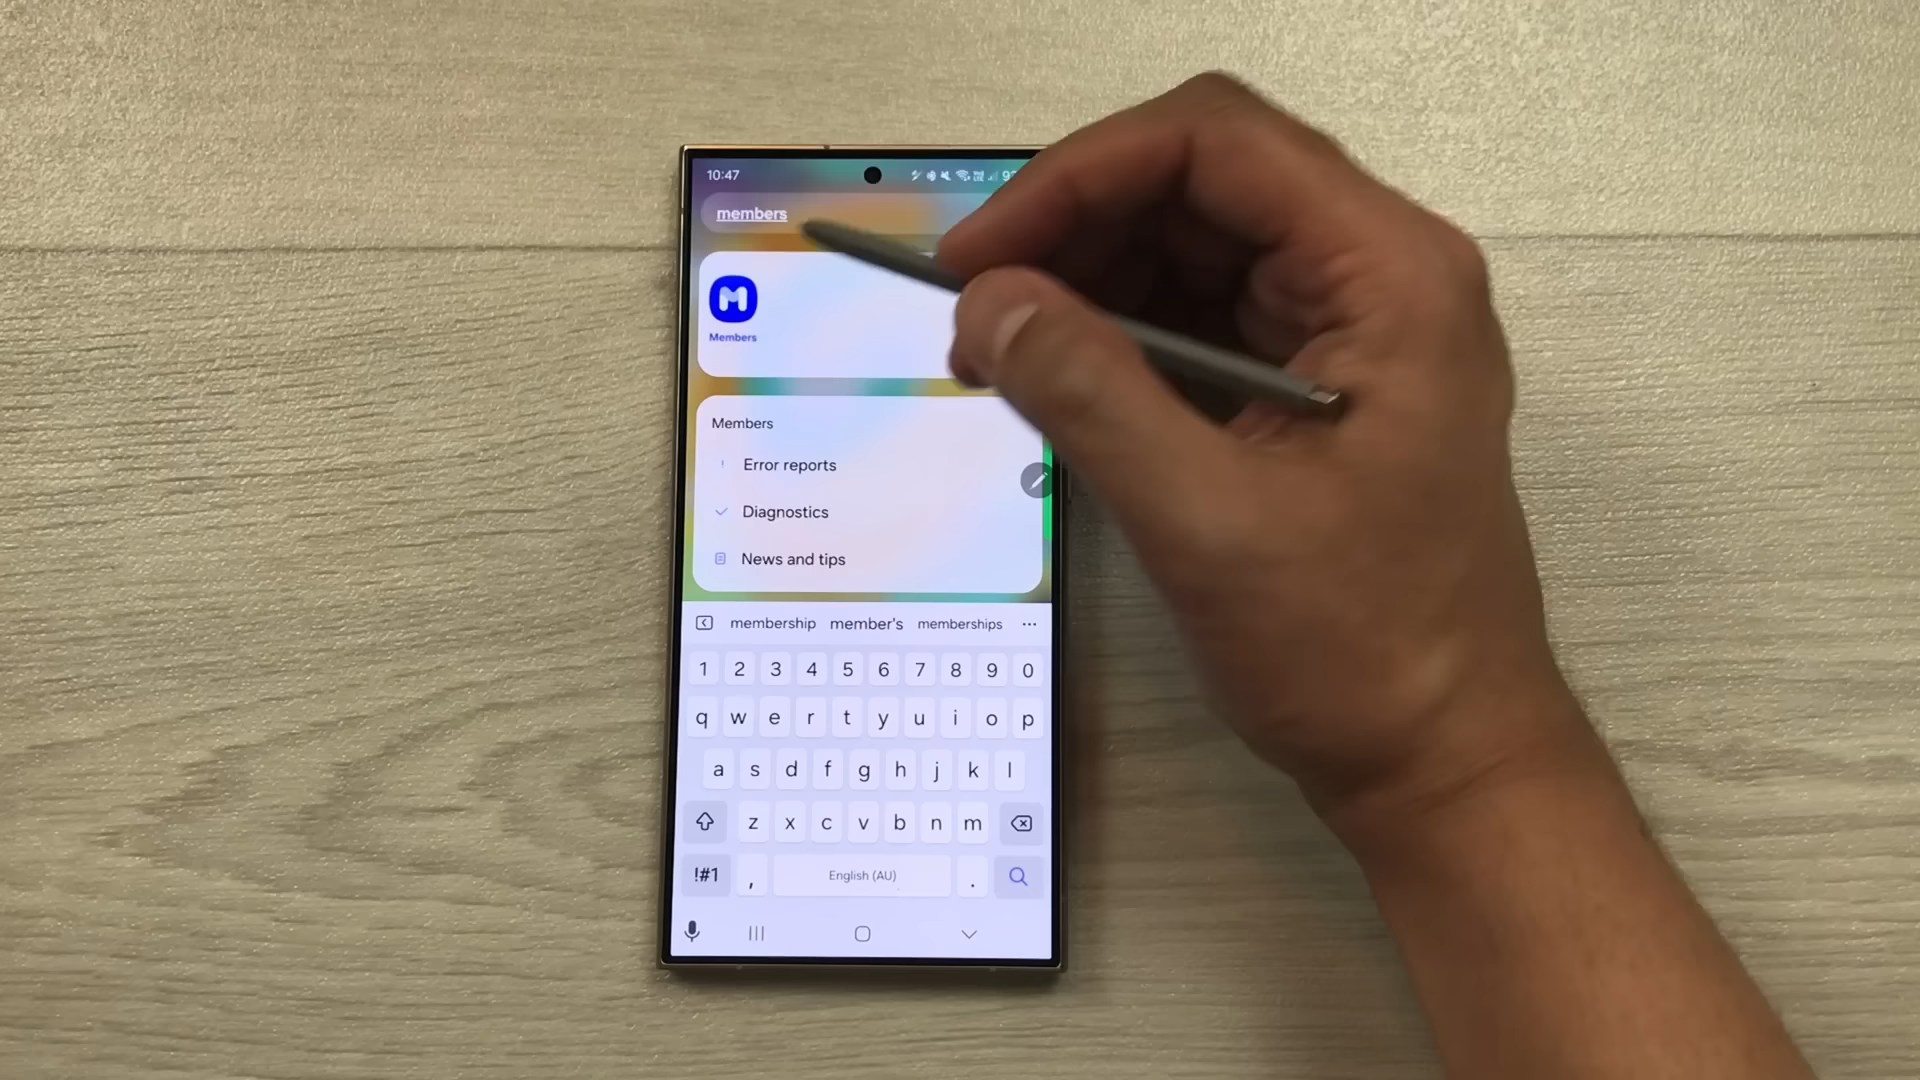 10:47
members
M
Members
Members
Error reports
Diagnostics
News and tips
membership member's memberships ...
1 2 3 4 5 6 7 8 9 0
q w e r t y u i o p
a s d f g h j k l
z x c v b n m
!#1 , English (AU) .